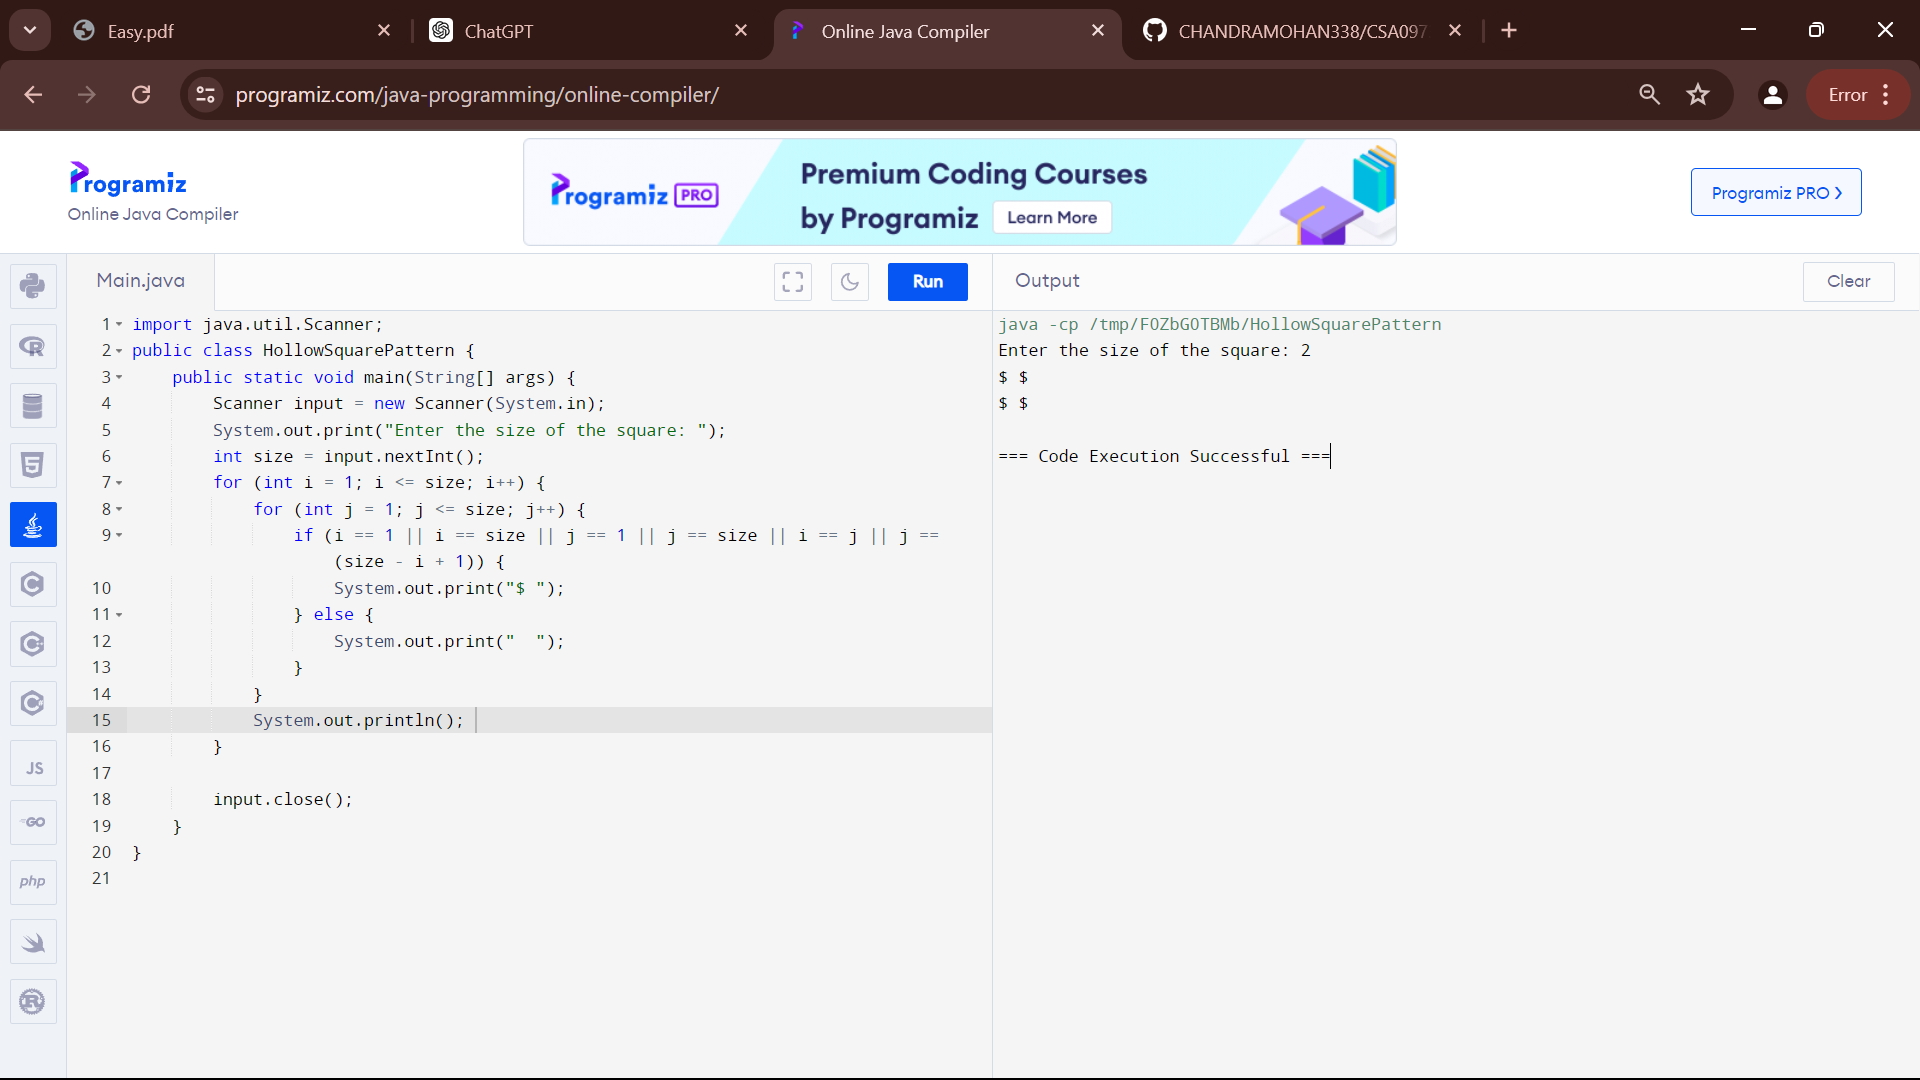 Easy.pdf
ChatGPT
Online Java Compiler
CHANDRAMOHAN338/CSA097
programiz.com/java-programming/online-compiler/
Error
Programiz
Online Java Compiler
Programiz PRO
Premium Coding Courses
by Programiz
Learn More
Programiz PRO >
Main.java
Run
Output
Clear
1 import java.util.Scanner;
2 public class HollowSquarePattern {
3 public static void main(String[] args) {
4 Scanner input = new Scanner(System.in);
5 System.out.print("Enter the size of the square: ");
6 int size = input.nextInt();
7 for (int i = 1; i <= size; i++) {
8 for (int j = 1; j <= size; j++) {
9 if (i == 1 || i == size || j == 1 || j == size || i == j || j ==
(size - i + 1)) {
10 System.out.print("$ ");
11 } else {
12 System.out.print("  ");
13 }
14 }
15 System.out.println();
16 }
17
18 input.close();
19 }
20 }
21
java -cp /tmp/FOZbGOTBMb/HollowSquarePattern
Enter the size of the square: 2
$ $
$ $
=== Code Execution Successful ===
R
5
C
C
C
JS
GO
php
R